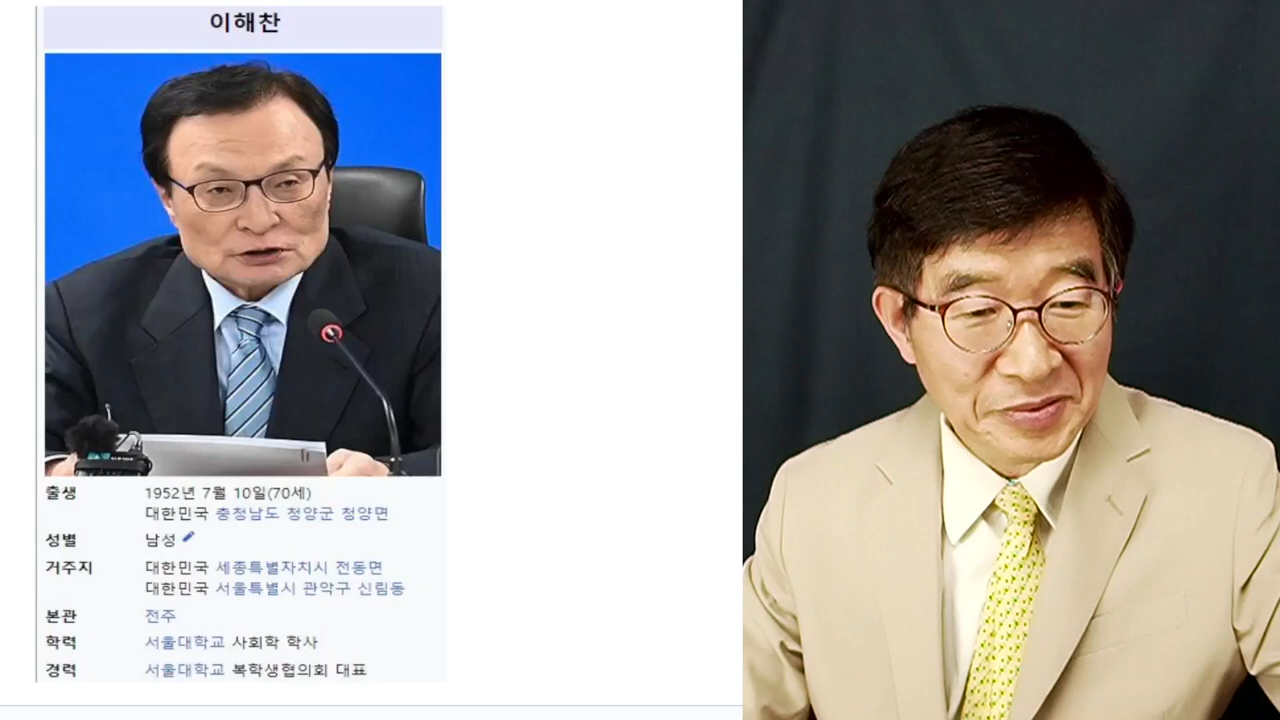 이해찬
출생 1952년 7월 10일(70세)
대한민국 충청남도 청양군 청양면
성별 남성
거주지 대한민국 세종특별자치시 전동면
대한민국 서울특별시 관악구 신림동
본관 전주
학력 서울대학교 사회학 학사
경력 서울대학교 복학생협의회 대표